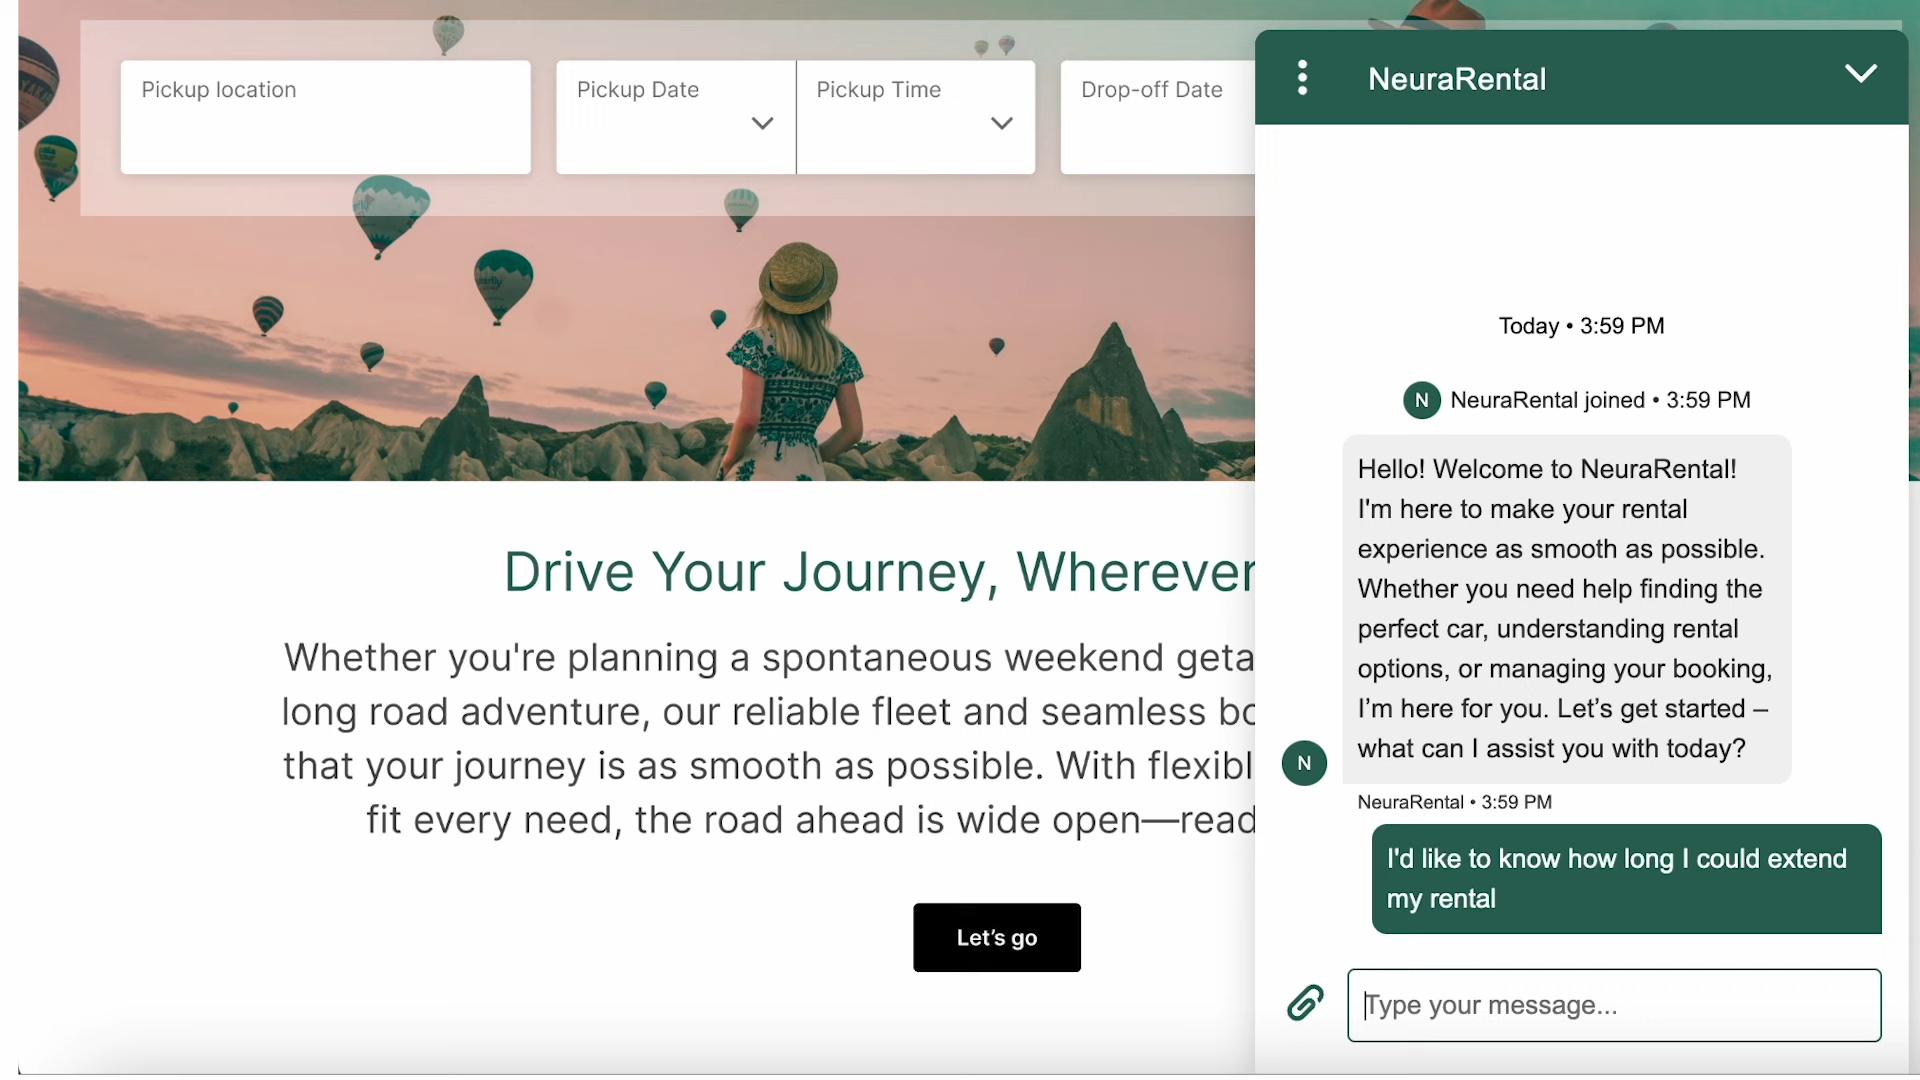 Pickup location
Pickup Date
Pickup Time
Drop-off Date
Drive Your Journey, Wherever
Whether you're planning a spontaneous weekend
long road adventure, our reliable fleet and seamless
that your journey is as smooth as possible. With
fit every need, the road ahead is wide open—
Let's go
NeuraRental
Today • 3:59 PM
N NeuraRental joined • 3:59 PM
Hello! Welcome to NeuraRental!
I'm here to make your rental
experience as smooth as possible.
Whether you need help finding the
perfect car, understanding rental
options, or managing your booking,
I’m here for you. Let’s get started –
what can I assist you with today?
N
NeuraRental • 3:59 PM
I'd like to know how long I could extend
my rental
Type your message...